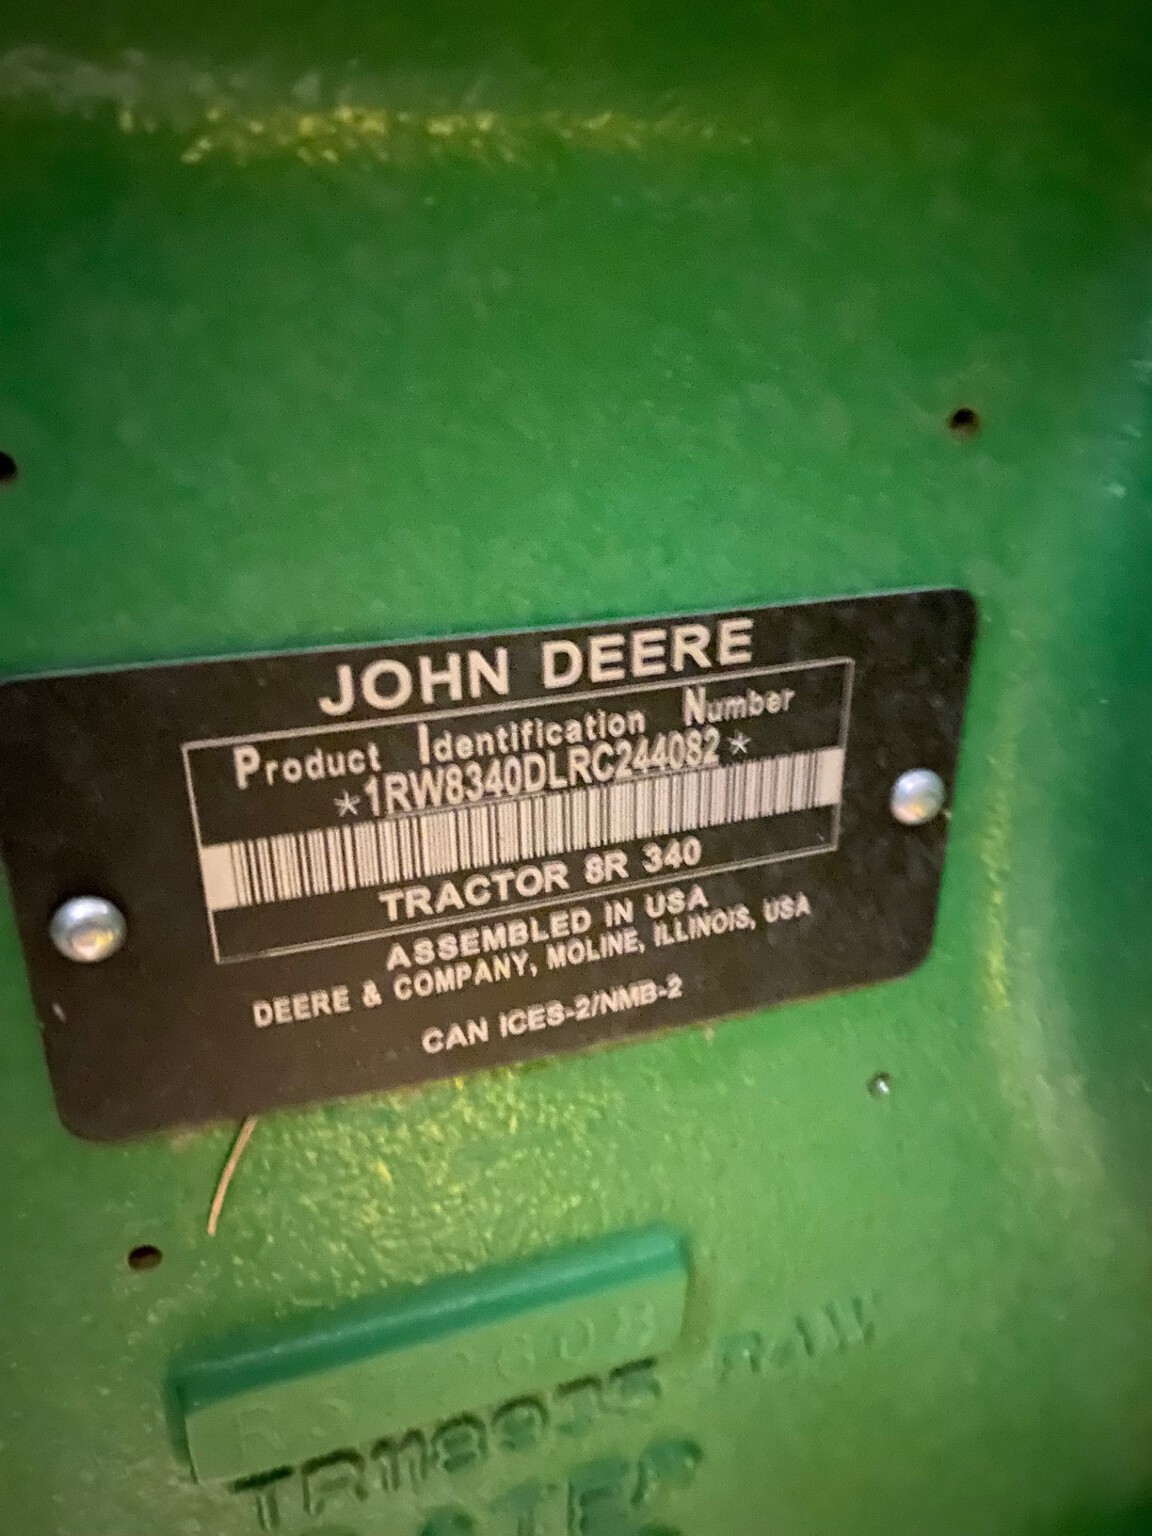 JOHN DEERE
Product Identification Number
*1RW8340DLRC244082*
TRACTOR 8R 340
ASSEMBLED IN USA
DEERE & COMPANY, MOLINE, ILLINOIS, USA
CAN ICES-2/NMB-2
RAW